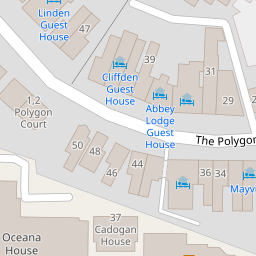 Linden
Guest
House
47
39
Cliffden
Guest
House
31
29
Abbey
Lodge
Guest
House
1,2
Polygon
Court
The Polygon
50
48
46
44
36
34
37
Cadogan
House
Oceana
House